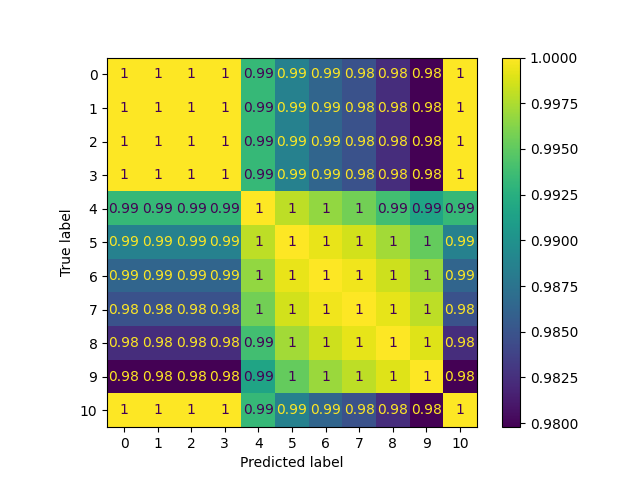 0 1 1 1 1 0.99 0.99 0.99 0.98 0.98 0.98 1
1 1 1 1 1 0.99 0.99 0.99 0.98 0.98 0.98 1
2 1 1 1 1 0.99 0.99 0.99 0.98 0.98 0.98 1
3 1 1 1 1 0.99 0.99 0.99 0.98 0.98 0.98 1
4 0.99 0.99 0.99 0.99 1 1 1 1 0.99 0.99 0.99
5 0.99 0.99 0.99 0.99 1 1 1 1 1 1 0.99
6 0.99 0.99 0.99 0.99 1 1 1 1 1 1 0.99
7 0.98 0.98 0.98 0.98 1 1 1 1 1 1 0.98
8 0.98 0.98 0.98 0.98 0.99 1 1 1 1 1 0.98
9 0.98 0.98 0.98 0.98 0.99 1 1 1 1 1 0.98
10 1 1 1 1 0.99 0.99 0.99 0.98 0.98 0.98 1
0 1 2 3 4 5 6 7 8 9 10
Predicted label
True label
1.0000
0.9975
0.9950
0.9925
0.9900
0.9875
0.9850
0.9825
0.9800